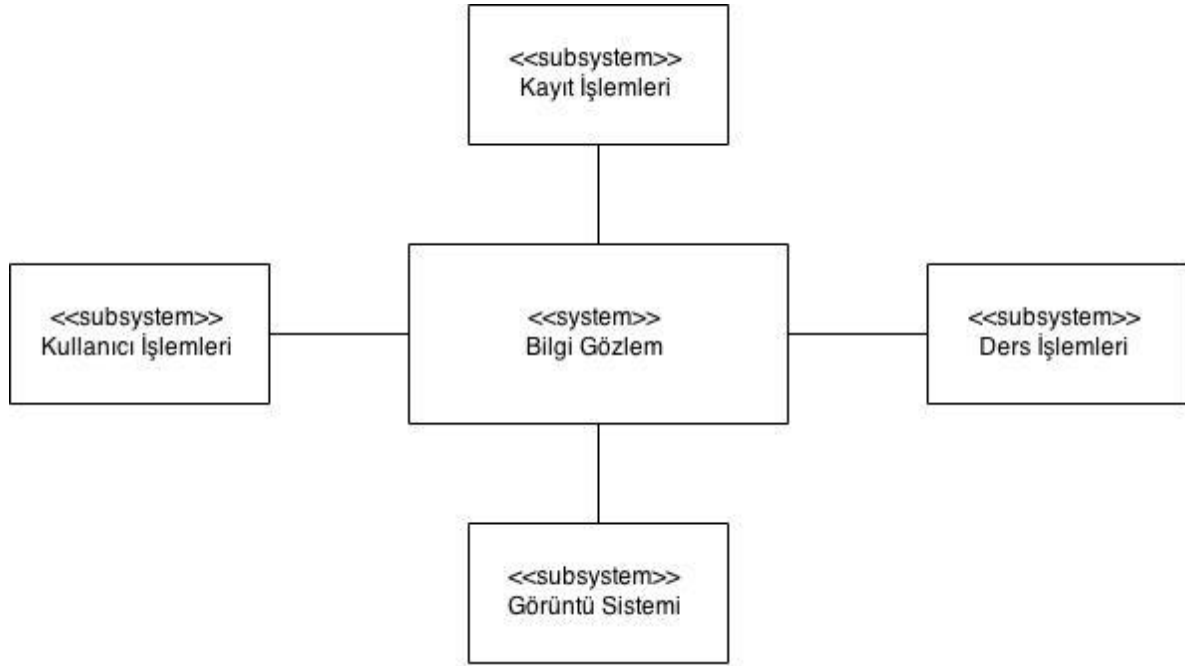 <<subsystem>>
Kayıt İşlemleri
<<subsystem>>
Kullanıcı İşlemleri
<<system>>
Bilgi Gözlem
<<subsystem>>
Ders İşlemleri
<<subsystem>>
Görüntü Sistemi